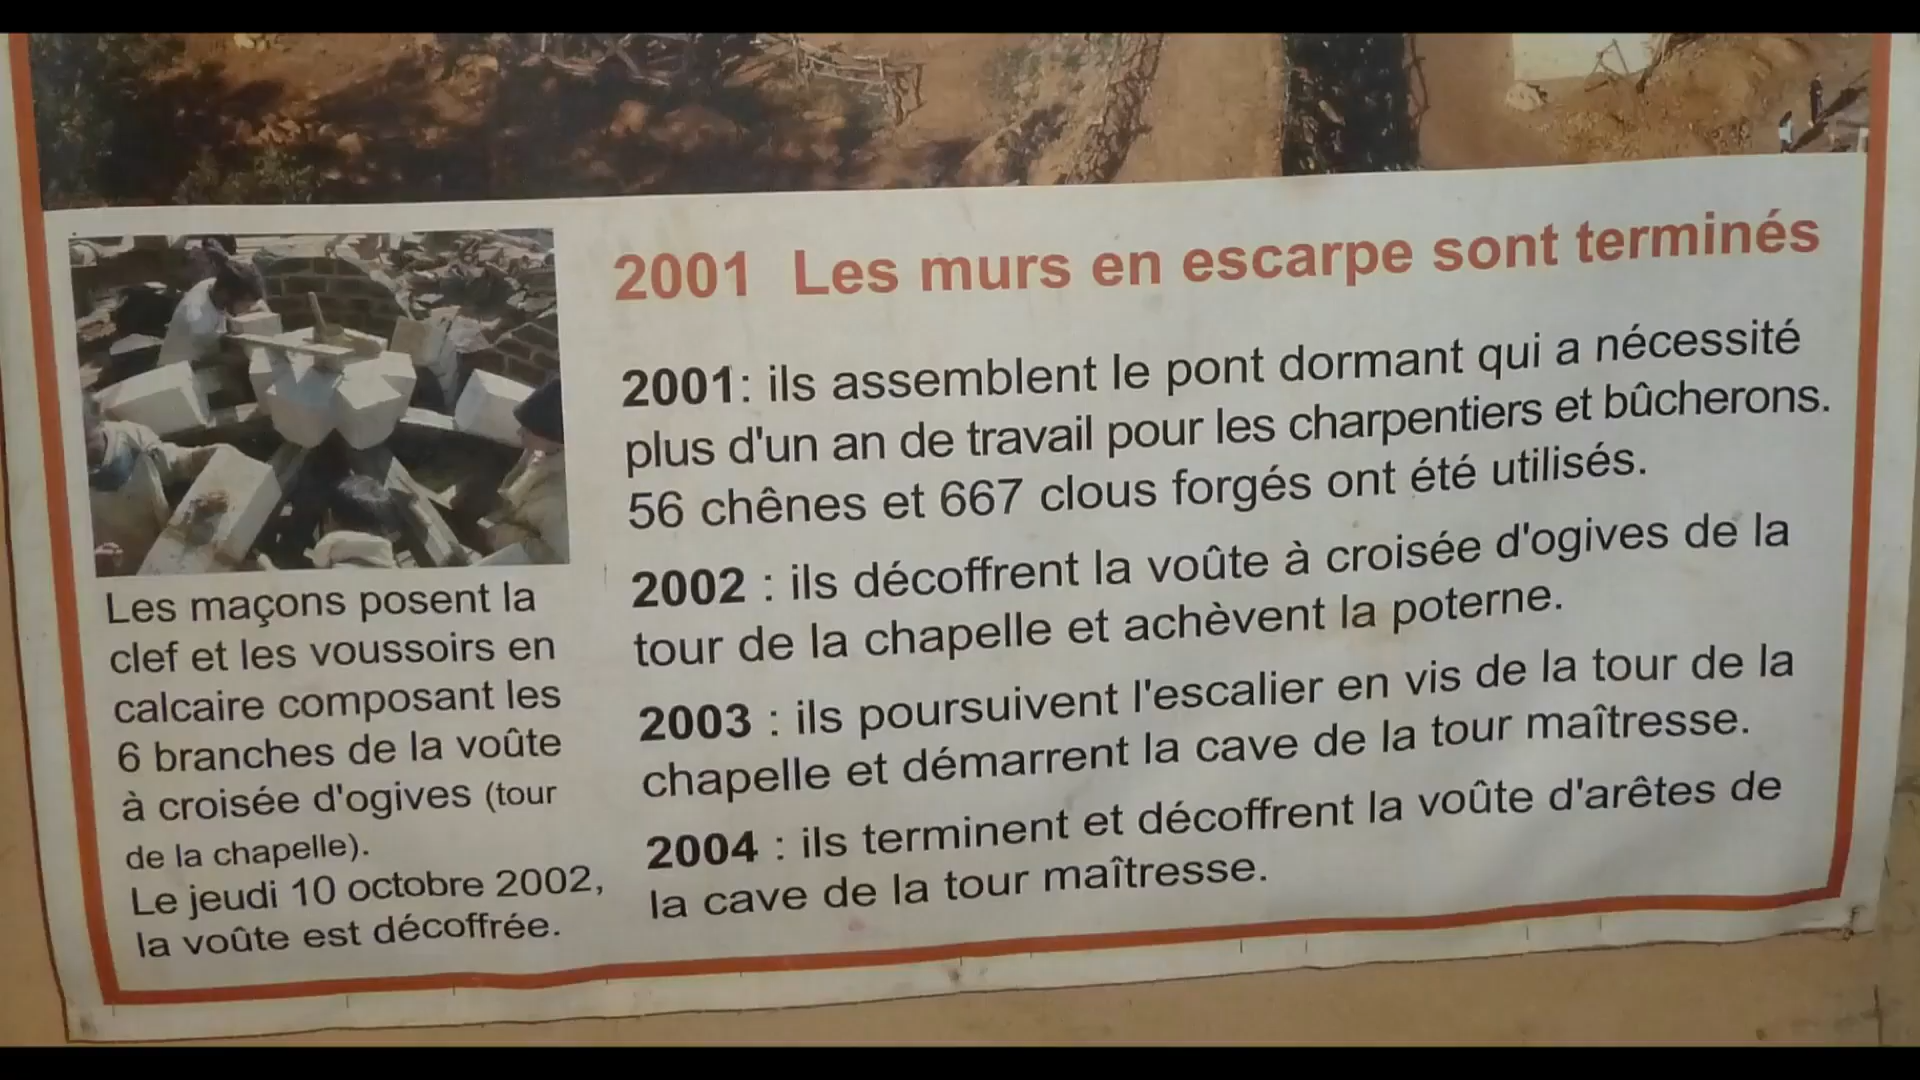 2001 Les murs en escarpe sont terminés
2001: ils assemblent le pont dormant qui a nécessité
plus d'un an de travail pour les charpentiers et bûcherons.
56 chênes et 667 clous forgés ont été utilisés.
2002 : ils décoffrent la voûte à croisée d'ogives de la
tour de la chapelle et achèvent la poterne.
2003 : ils poursuivent l'escalier en vis de la tour de la
chapelle et démarrent la cave de la tour maîtresse.
2004 : ils terminent et décoffrent la voûte d'arêtes de
la cave de la tour maîtresse.
Les maçons posent la
clef et les voussoirs en
calcaire composant les
6 branches de la voûte
à croisée d'ogives (tour
de la chapelle).
Le jeudi 10 octobre 2002,
la voûte est décoffrée.